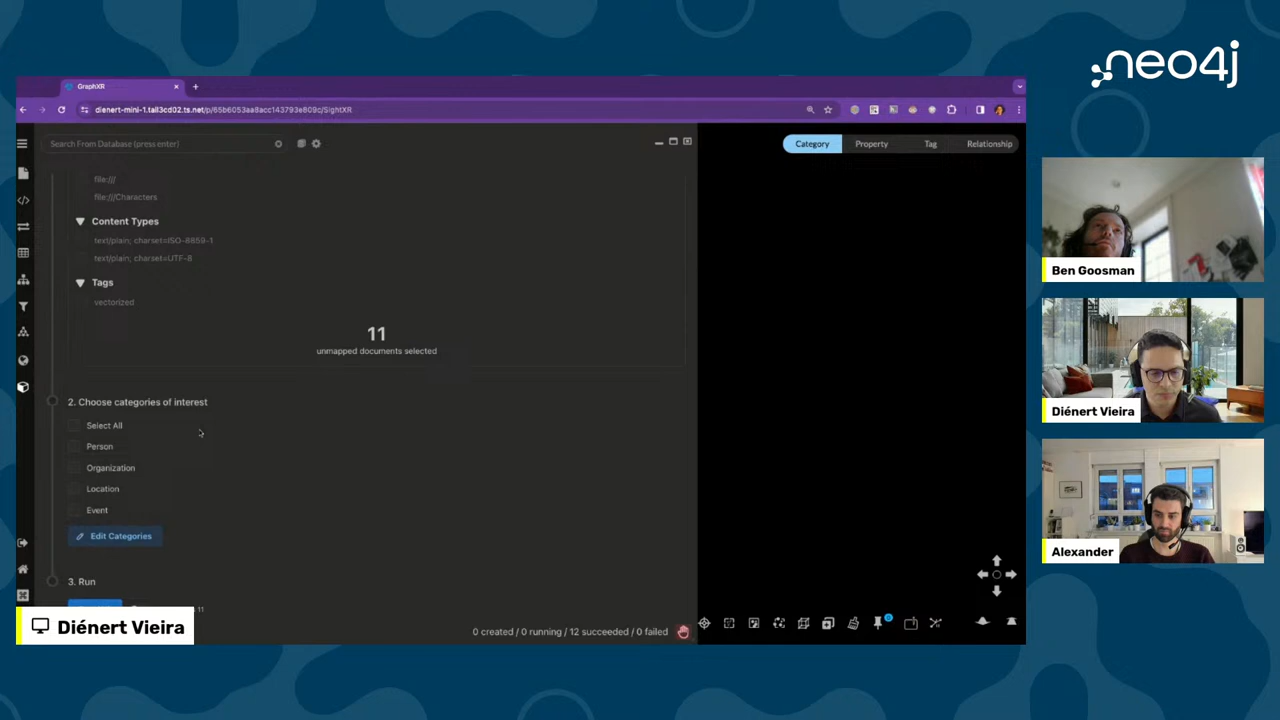 neo4j
GraphXR
dienert-mini-1.tail3cd02.ts.net/p/65b6053aa8acc143793e809c/SightXR
Search From Database (press enter)
Category Property Tag Relationship
file:///
file:///Characters
Content Types
text/plain; charset=ISO-8859-1
text/plain; charset=UTF-8
Tags
vectorized
11
unmapped documents selected
2. Choose categories of interest
Select All
Person
Organization
Location
Event
Edit Categories
3. Run
11
0 created / 0 running / 12 succeeded / 0 failed
Diénert Vieira
Ben Goosman
Diénert Vieira
Alexander